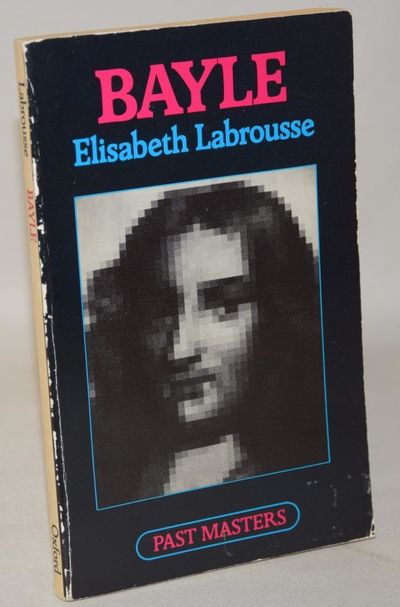 BAYLE
Elisabeth Labrousse
PAST MASTERS
Labrousse
BAYLE
Oxford